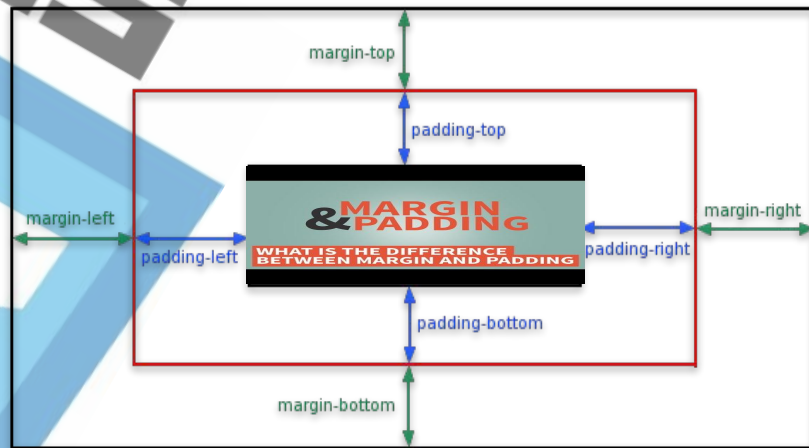 margin-top
padding-top
margin-left
padding-left
& MARGIN
PADDING
WHAT IS THE DIFFERENCE
BETWEEN MARGIN AND PADDING
padding-right
margin-right
padding-bottom
margin-bottom